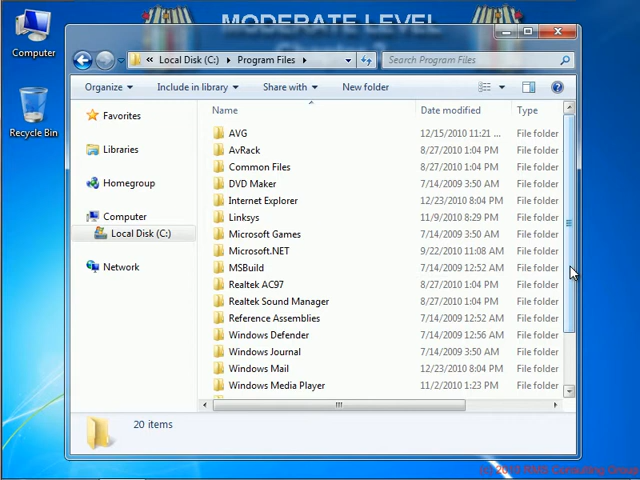 MODERATE LEVEL
Computer
Recycle Bin
« Local Disk (C:) Program Files
Search Program Files
Organize Include in library Share with New folder
Favorites
Libraries
Homegroup
Computer
Local Disk (C:)
Network
Name Date modified Type
AVG 12/15/2010 11:21 ... File folder
AvRack 8/27/2010 1:04 PM File folder
Common Files 8/27/2010 1:04 PM File folder
DVD Maker 7/14/2009 3:50 AM File folder
Internet Explorer 12/23/2010 8:04 PM File folder
Linksys 11/9/2010 8:29 PM File folder
Microsoft Games 7/14/2009 3:50 AM File folder
Microsoft.NET 9/22/2010 11:08 AM File folder
MSBuild 7/14/2009 12:52 AM File folder
Realtek AC97 8/27/2010 1:04 PM File folder
Realtek Sound Manager 8/27/2010 1:04 PM File folder
Reference Assemblies 7/14/2009 12:52 AM File folder
Windows Defender 7/14/2009 12:56 AM File folder
Windows Journal 7/14/2009 3:50 AM File folder
Windows Mail 12/23/2010 8:04 PM File folder
Windows Media Player 11/2/2010 1:23 PM File folder
20 items
(c) 2010 RMS Consulting Group